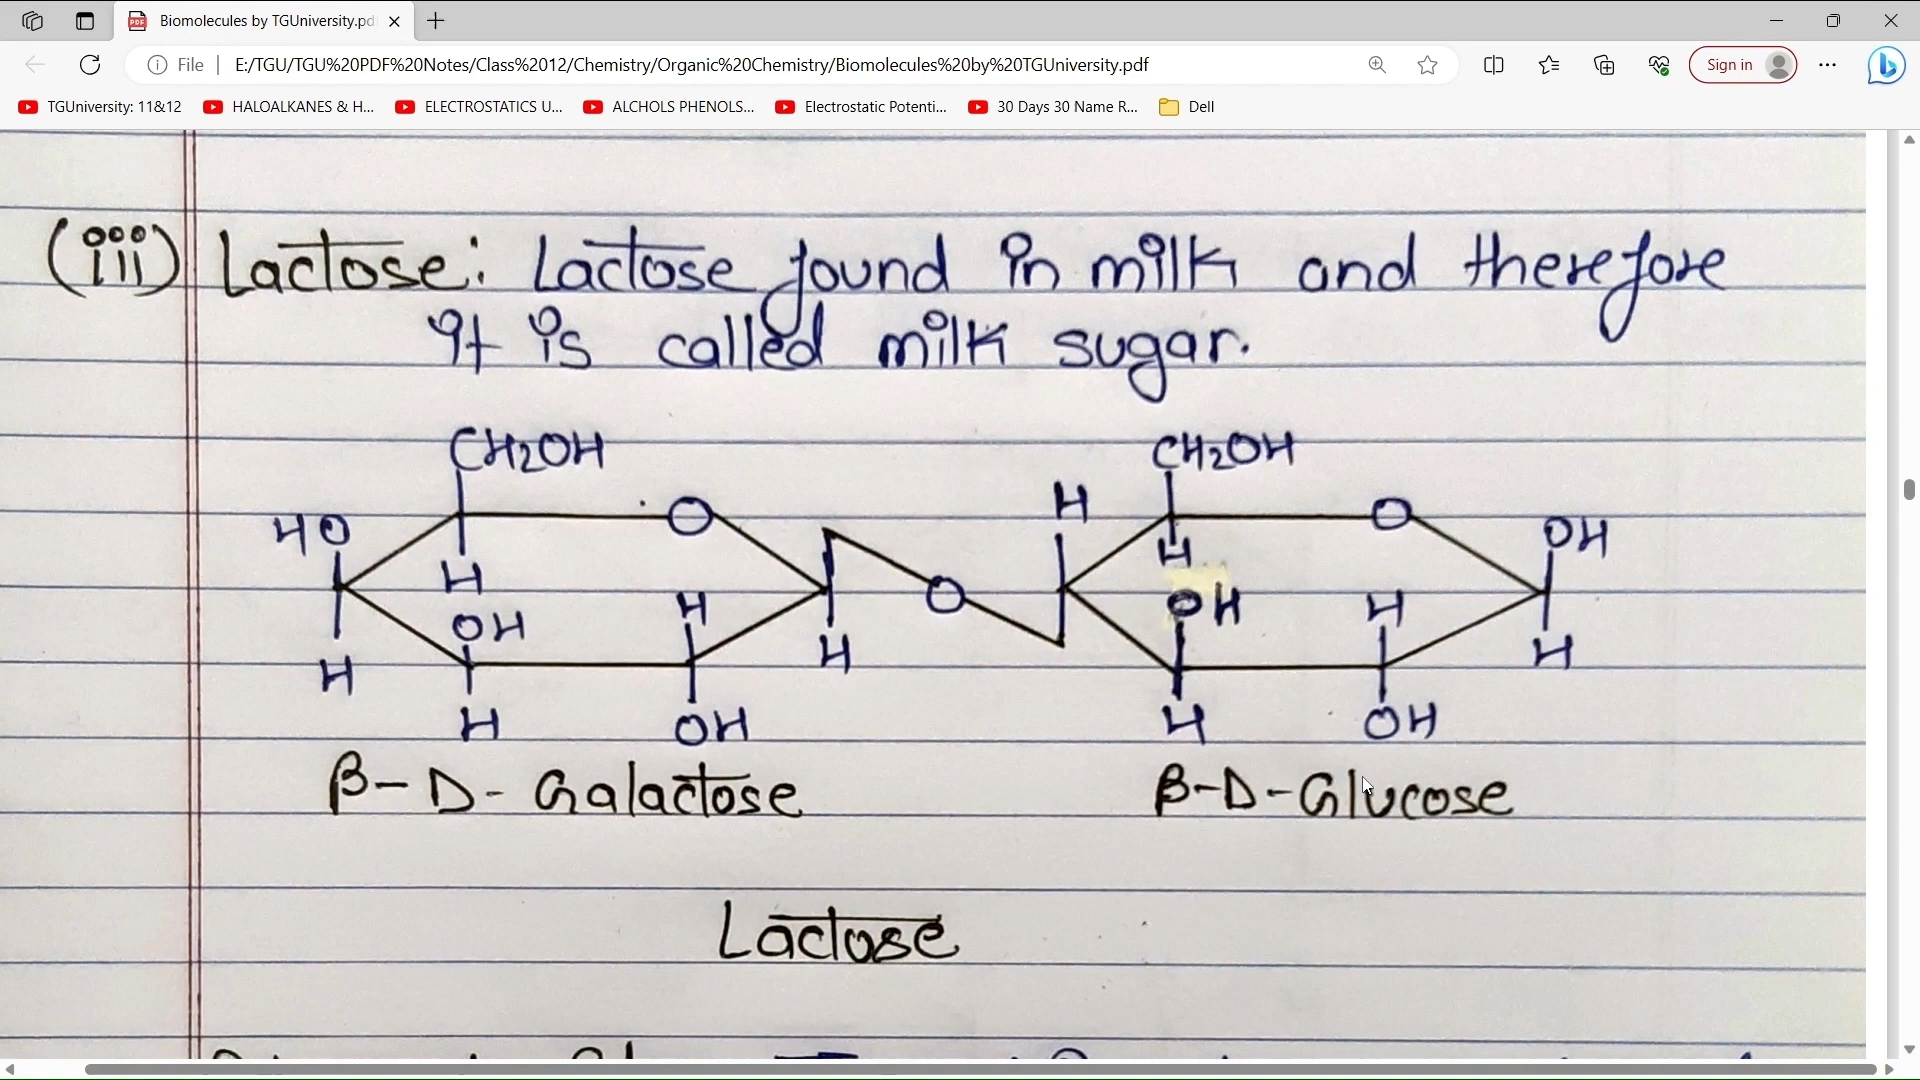 Biomolecules by TGUniversity.pd
Sign in
File
E:/TGU/TGU%20PDF%20Notes/Class%2012/Chemistry/Organic%20Chemistry/Biomolecules%20by%20TGUniversity.pdf
TGUniversity: 11&12 HALOALKANES & H... ELECTROSTATICS U... ALCHOLS PHENOLS... Electrostatic Potenti... 30 Days 30 Name R... Dell
(iii) Lactose: Lactose found in milk and therefore
it is called milk sugar.
CH2OH CH2OH
HO O H O OH
H H
OH H O OH H
H H H
H OH H OH
β-D-Galactose β-D-Glucose
Lactose